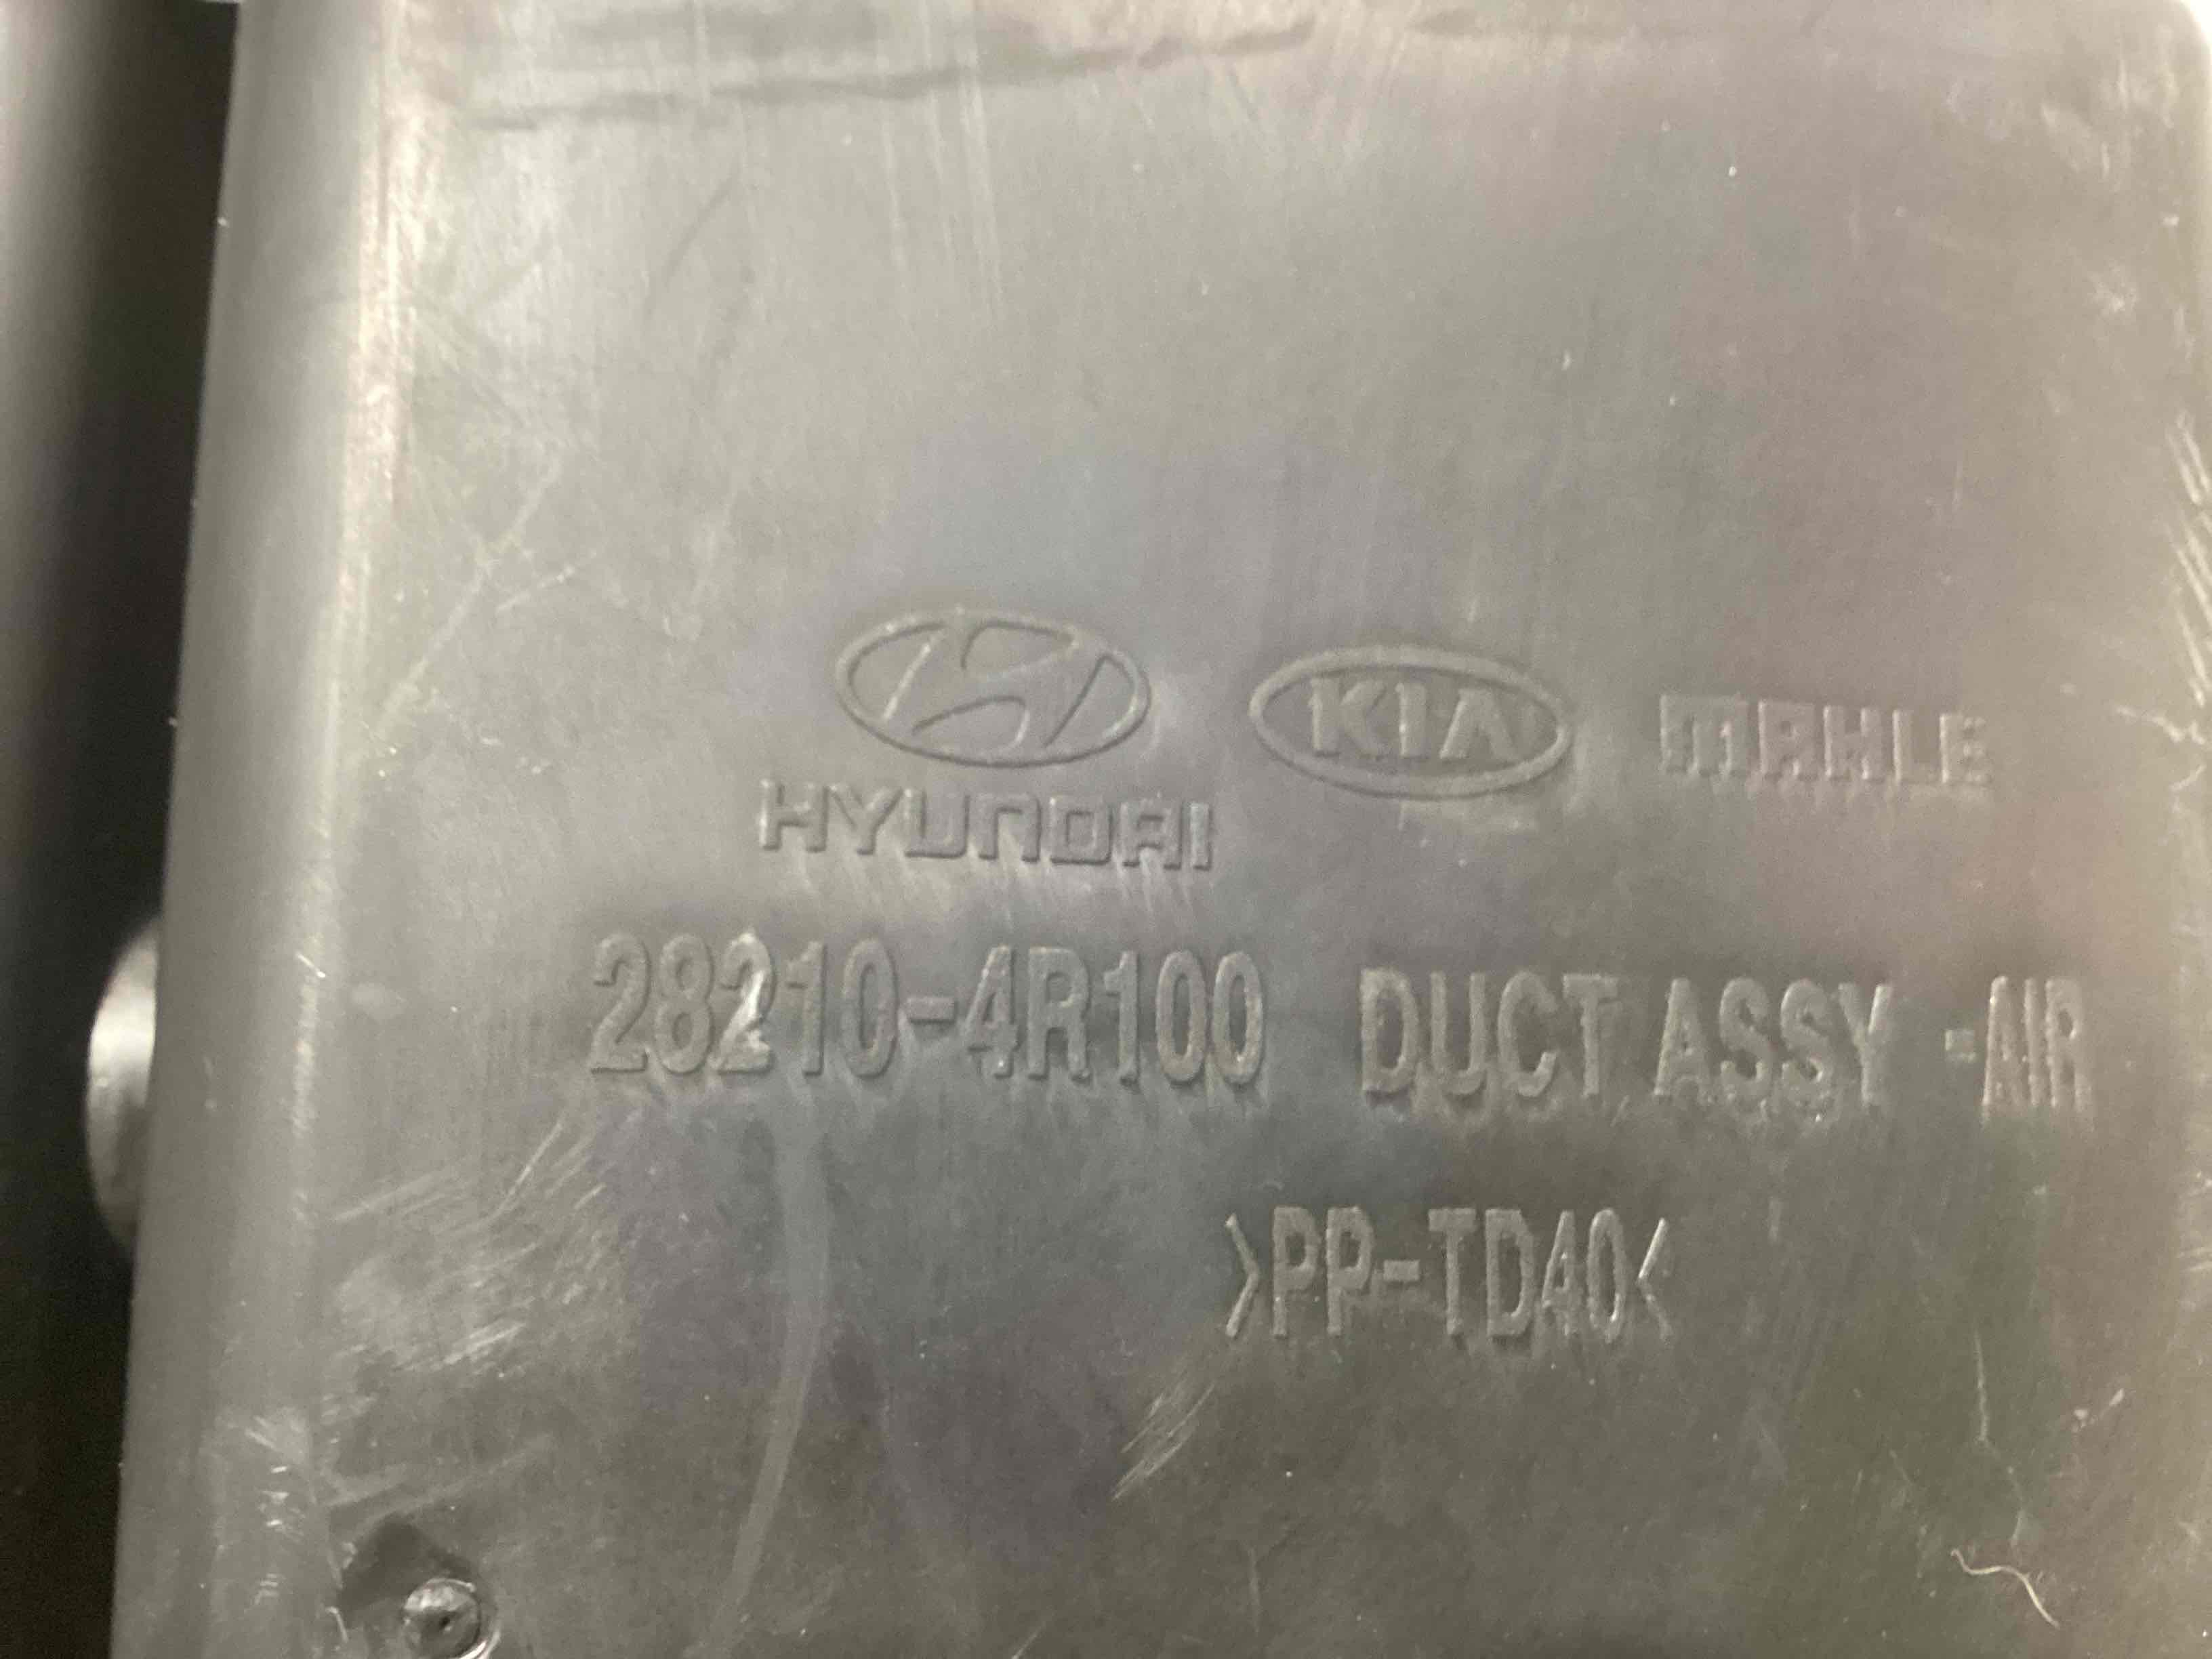 HYUNDAI
KIA
MAHLE
28210-4R100 DUCT ASSY -AIR
>PP-TD40<